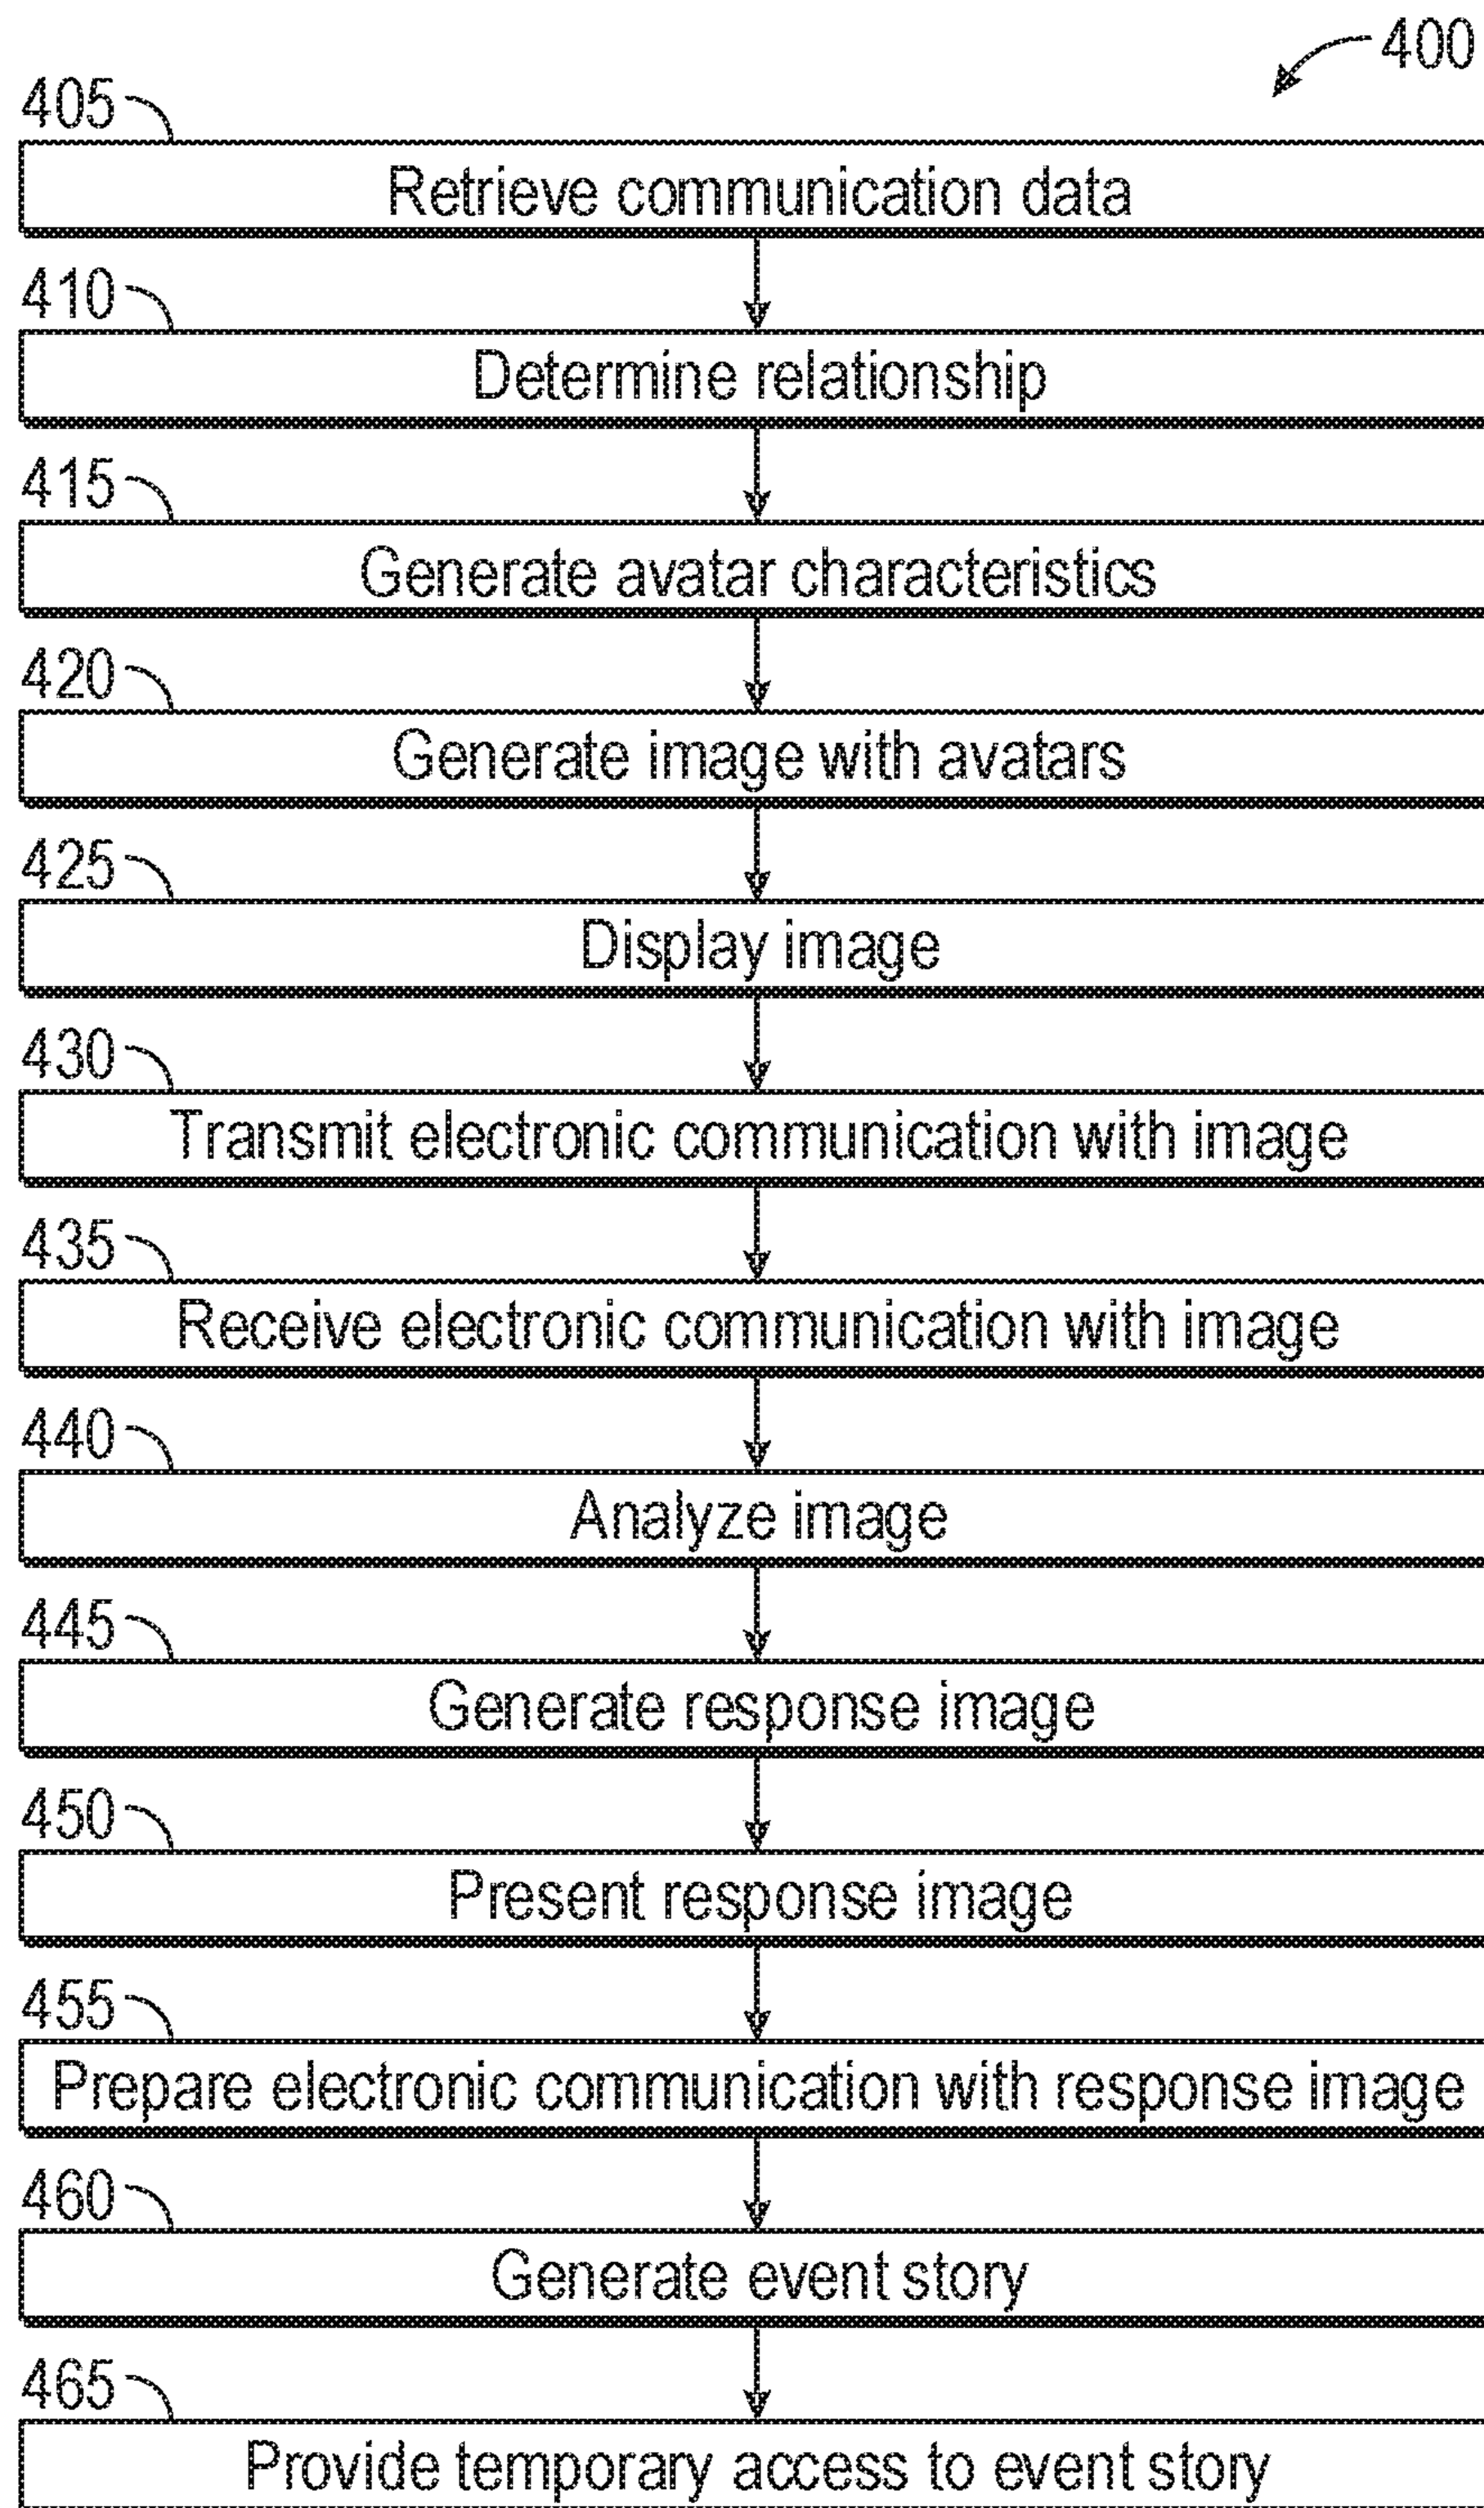 400
405
Retrieve communication data
410
Determine relationship
415
Generate avatar characteristics
420
Generate image with avatars
425
Display image
430
Transmit electronic communication with image
435
Receive electronic communication with image
440
Analyze image
445
Generate response image
450
Present response image
455
Prepare electronic communication with response image
460
Generate event story
465
Provide temporary access to event story